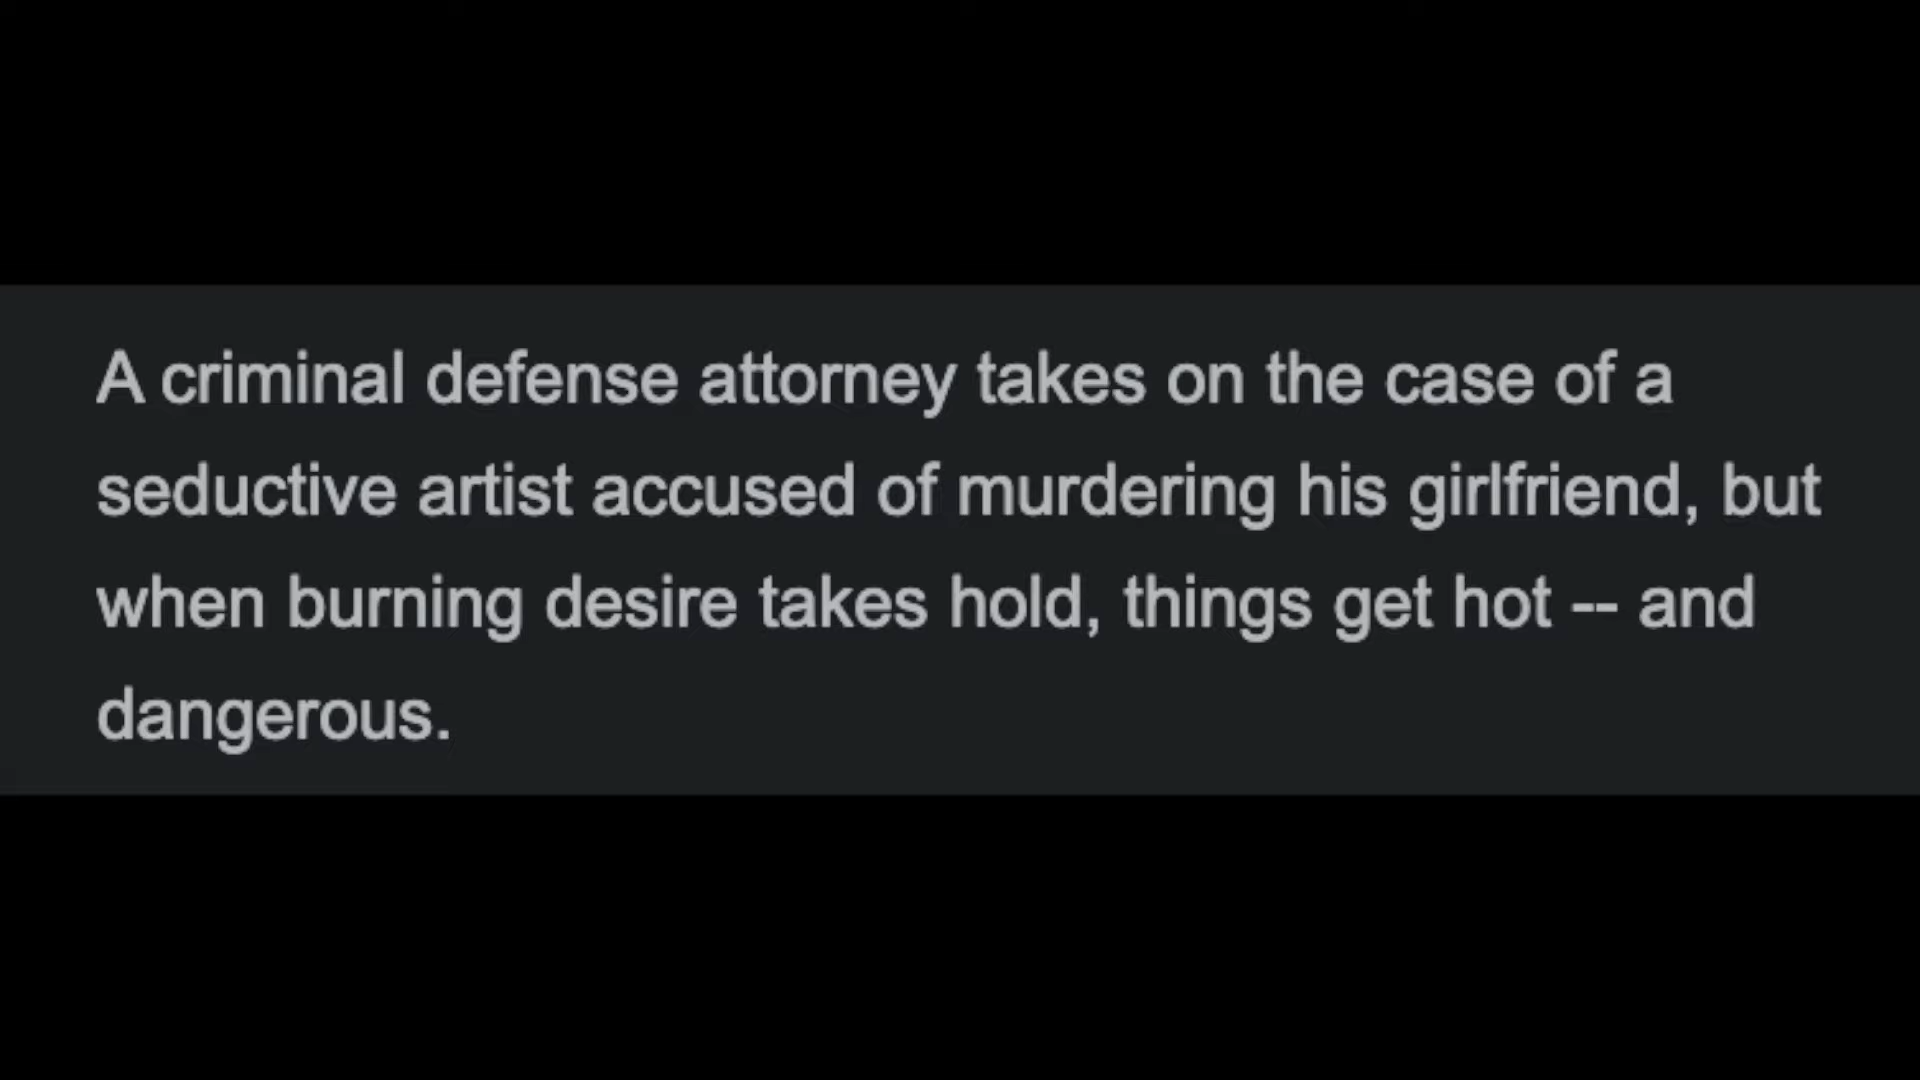 A criminal defense attorney takes on the case of a
seductive artist accused of murdering his girlfriend, but
when burning desire takes hold, things get hot -- and
dangerous.